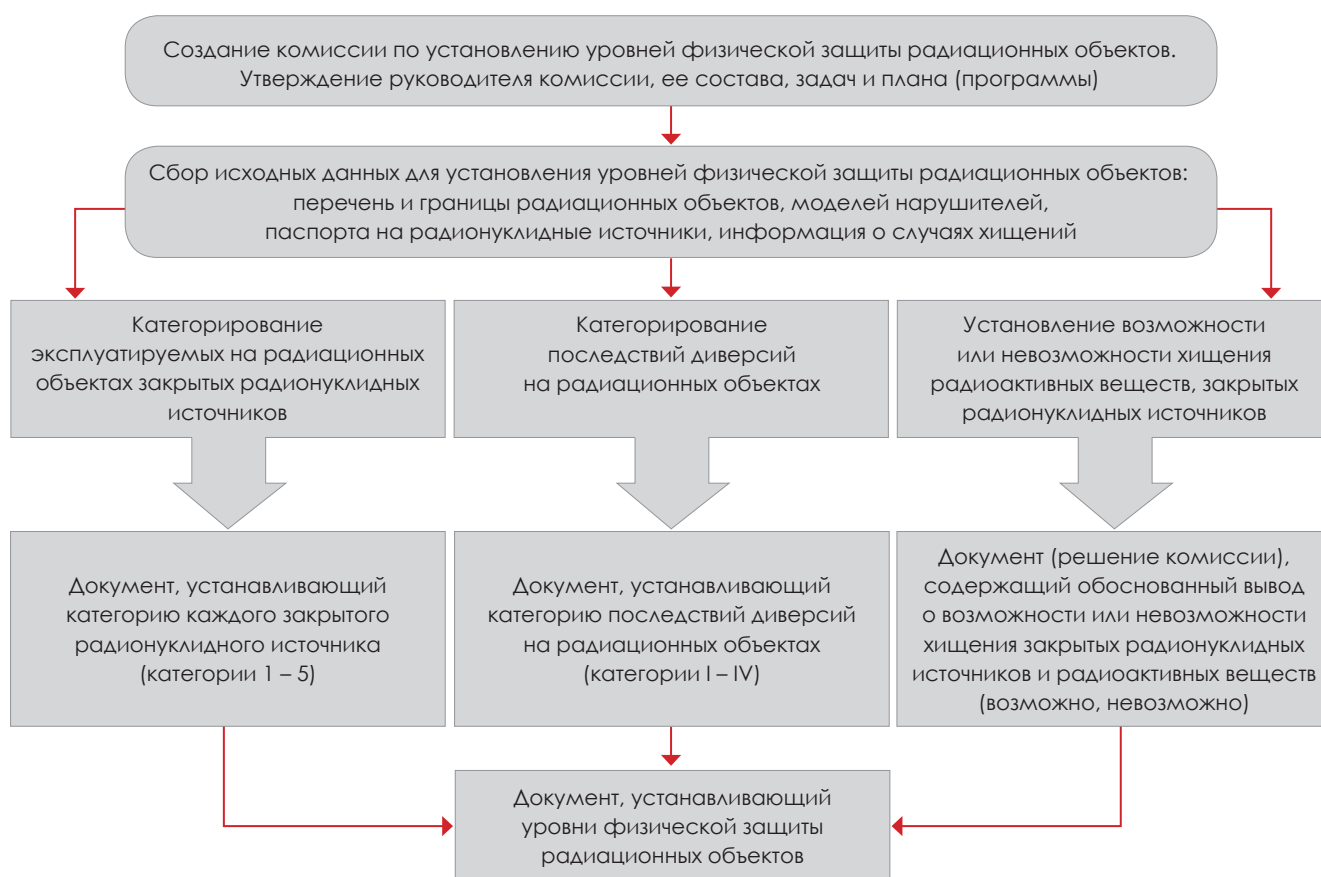 Создание комиссии по установлению уровней физической защиты радиационных объектов.
Утверждение руководителя комиссии, ее состава, задач и плана (программы)
Сбор исходных данных для установления уровней физической защиты радиационных объектов:
перечень и границы радиационных объектов, моделей нарушителей,
паспорта на радионуклидные источники, информация о случаях хищений
Категорирование
эксплуатируемых на радиационных
объектах закрытых радионуклидных
источников
Категорирование
последствий диверсий
на радиационных объектах
Установление возможности
или невозможности хищения
радиоактивных веществ, закрытых
радионуклидных источников
Документ, устанавливающий
категорию каждого закрытого
радионуклидного источника
(категории 1 – 5)
Документ, устанавливающий
категорию последствий диверсий
на радиационных объектах
(категории I – IV)
Документ (решение комиссии),
содержащий обоснованный вывод
о возможности или невозможности
хищения закрытых радионуклидных
источников и радиоактивных веществ
(возможно, невозможно)
Документ, устанавливающий
уровни физической защиты
радиационных объектов